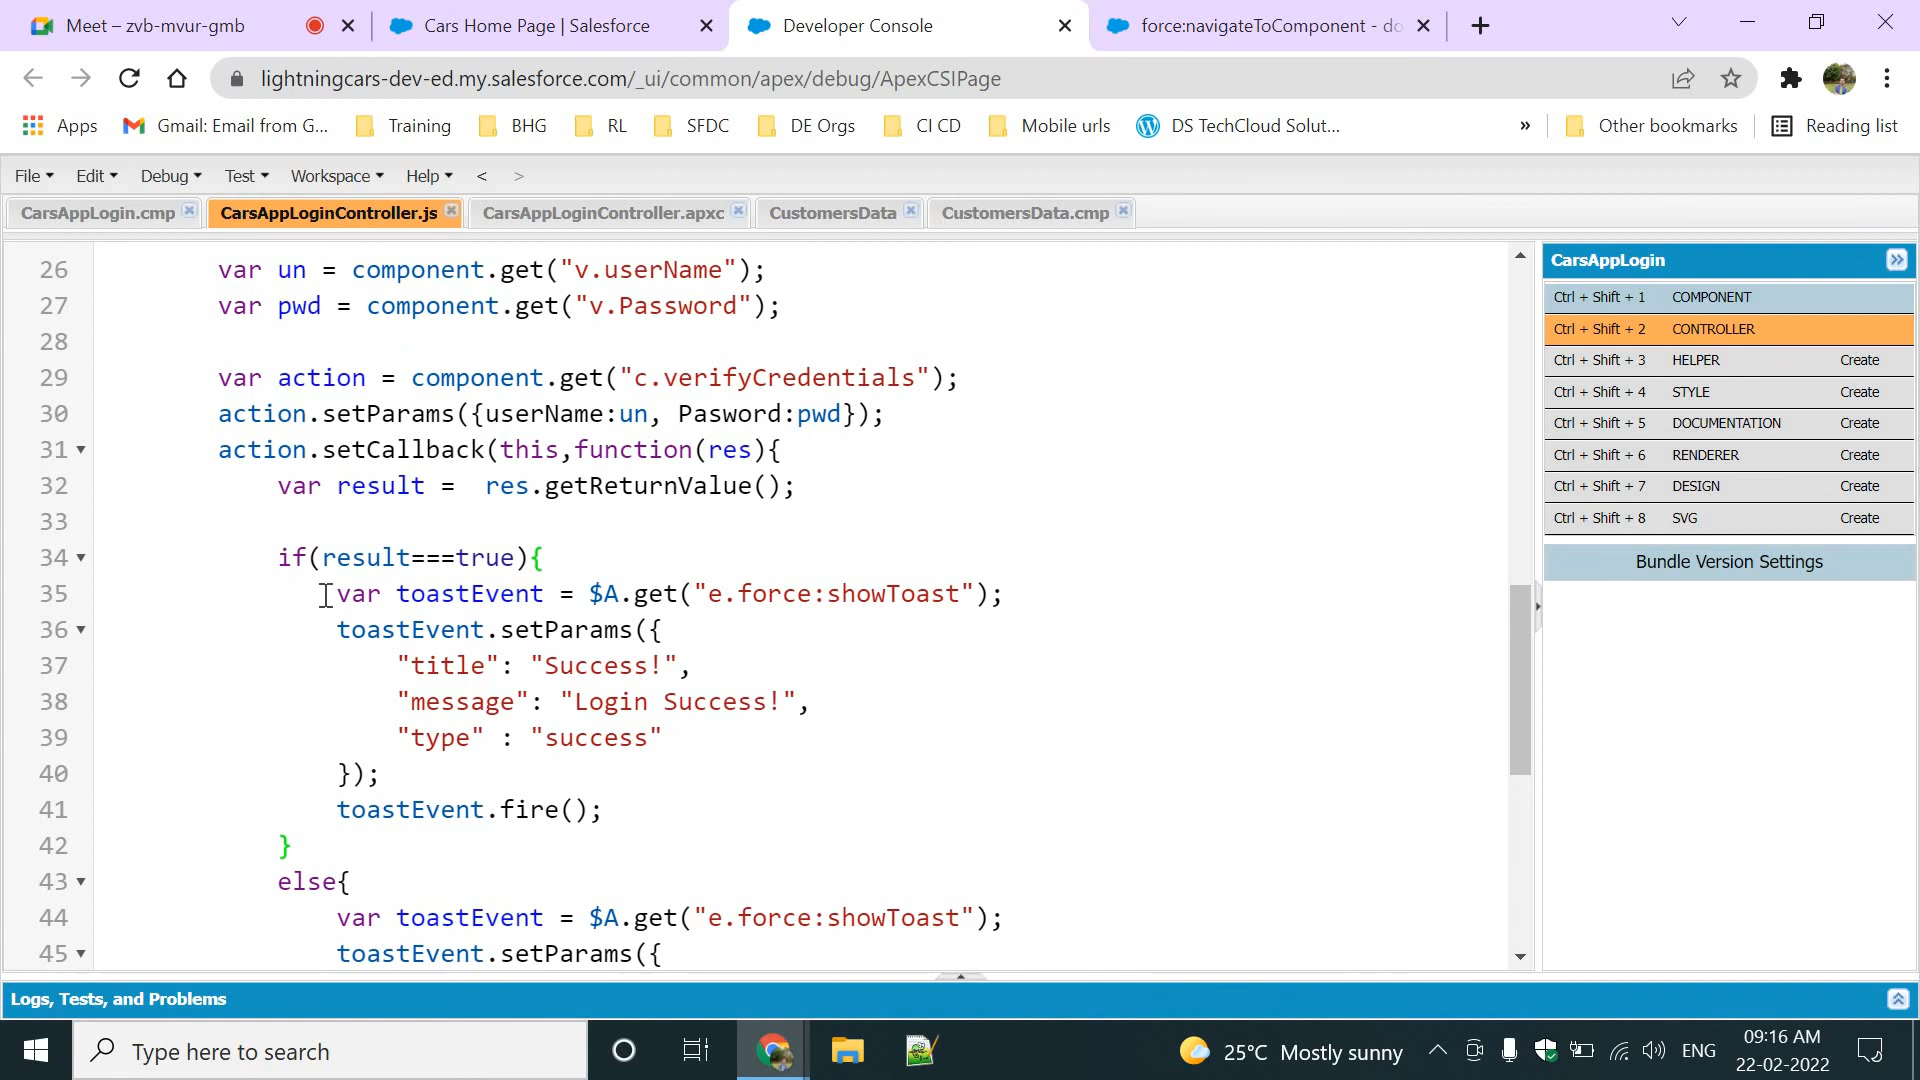 Meet – zvb-mvur-gmb
Cars Home Page | Salesforce
Developer Console
force:navigateToComponent - do
lightningcars-dev-ed.my.salesforce.com/_ui/common/apex/debug/ApexCSIPage
Apps
Gmail: Email from G...
Training
BHG
RL
SFDC
DE Orgs
CI CD
Mobile urls
DS TechCloud Solut...
»
Other bookmarks
Reading list
File
Edit
Debug
Test
Workspace
Help
<
>
CarsAppLogin.cmp
CarsAppLoginController.js
CarsAppLoginController.apxc
CustomersData
CustomersData.cmp
26 var un = component.get("v.userName");
27 var pwd = component.get("v.Password");
28
29 var action = component.get("c.verifyCredentials");
30 action.setParams({userName:un, Pasword:pwd});
31 action.setCallback(this,function(res){
32 var result =  res.getReturnValue();
33
34 if(result===true){
35 var toastEvent = $A.get("e.force:showToast");
36 toastEvent.setParams({
37 "title": "Success!",
38 "message": "Login Success!",
39 "type" : "success"
40 });
41 toastEvent.fire();
42 }
43 else{
44 var toastEvent = $A.get("e.force:showToast");
45 toastEvent.setParams({
CarsAppLogin
Ctrl + Shift + 1 COMPONENT
Ctrl + Shift + 2 CONTROLLER
Ctrl + Shift + 3 HELPER Create
Ctrl + Shift + 4 STYLE Create
Ctrl + Shift + 5 DOCUMENTATION Create
Ctrl + Shift + 6 RENDERER Create
Ctrl + Shift + 7 DESIGN Create
Ctrl + Shift + 8 SVG Create
Bundle Version Settings
Logs, Tests, and Problems
Type here to search
25°C Mostly sunny
ENG
09:16 AM
22-02-2022